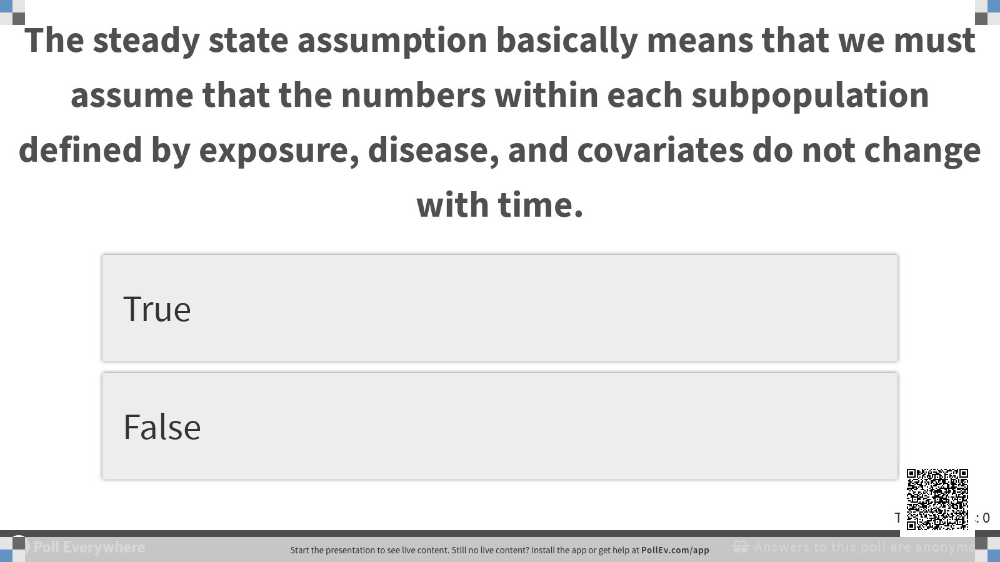 The steady state assumption basically means that we must
assume that the numbers within each subpopulation
defined by exposure, disease, and covariates do not change
with time.
True
False
: 0
Poll Everywhere
Start the presentation to see live content. Still no live content? Install the app or get help at PollEv.com/app
Answers to this poll are